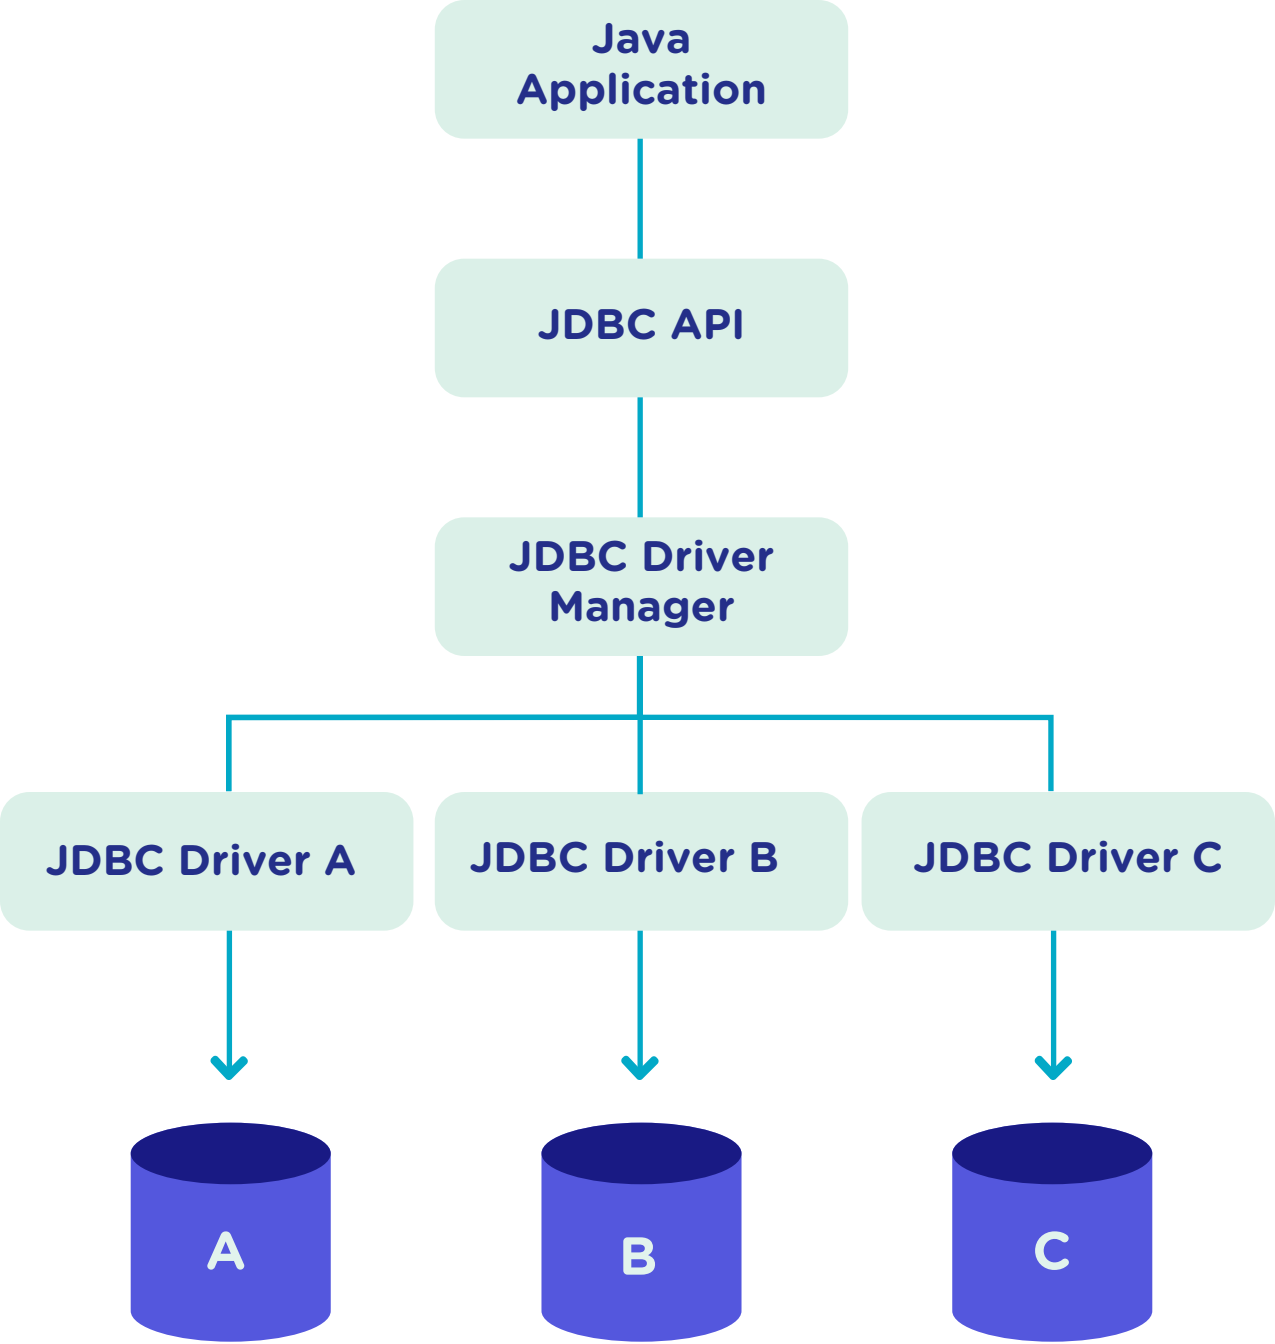 Java
Application
JDBC API
JDBC Driver
Manager
JDBC Driver A
JDBC Driver B
JDBC Driver C
A
B
C